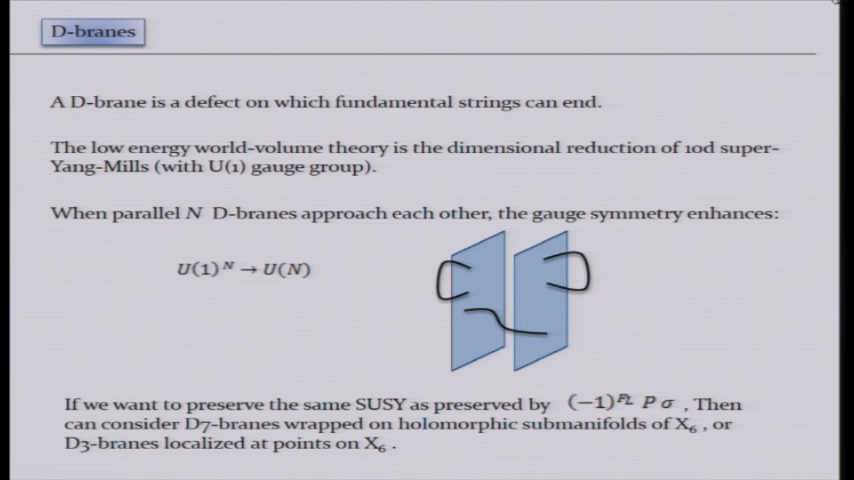 D-branes
A D-brane is a defect on which fundamental strings can end.
The low energy world-volume theory is the dimensional reduction of 10d super-
Yang-Mills (with U(1) gauge group).
When parallel N D-branes approach each other, the gauge symmetry enhances:
U(1)^N → U(N)
If we want to preserve the same SUSY as preserved by (−1)^{F_L} P σ , Then
can consider D7-branes wrapped on holomorphic submanifolds of X₆ , or
D3-branes localized at points on X₆ .